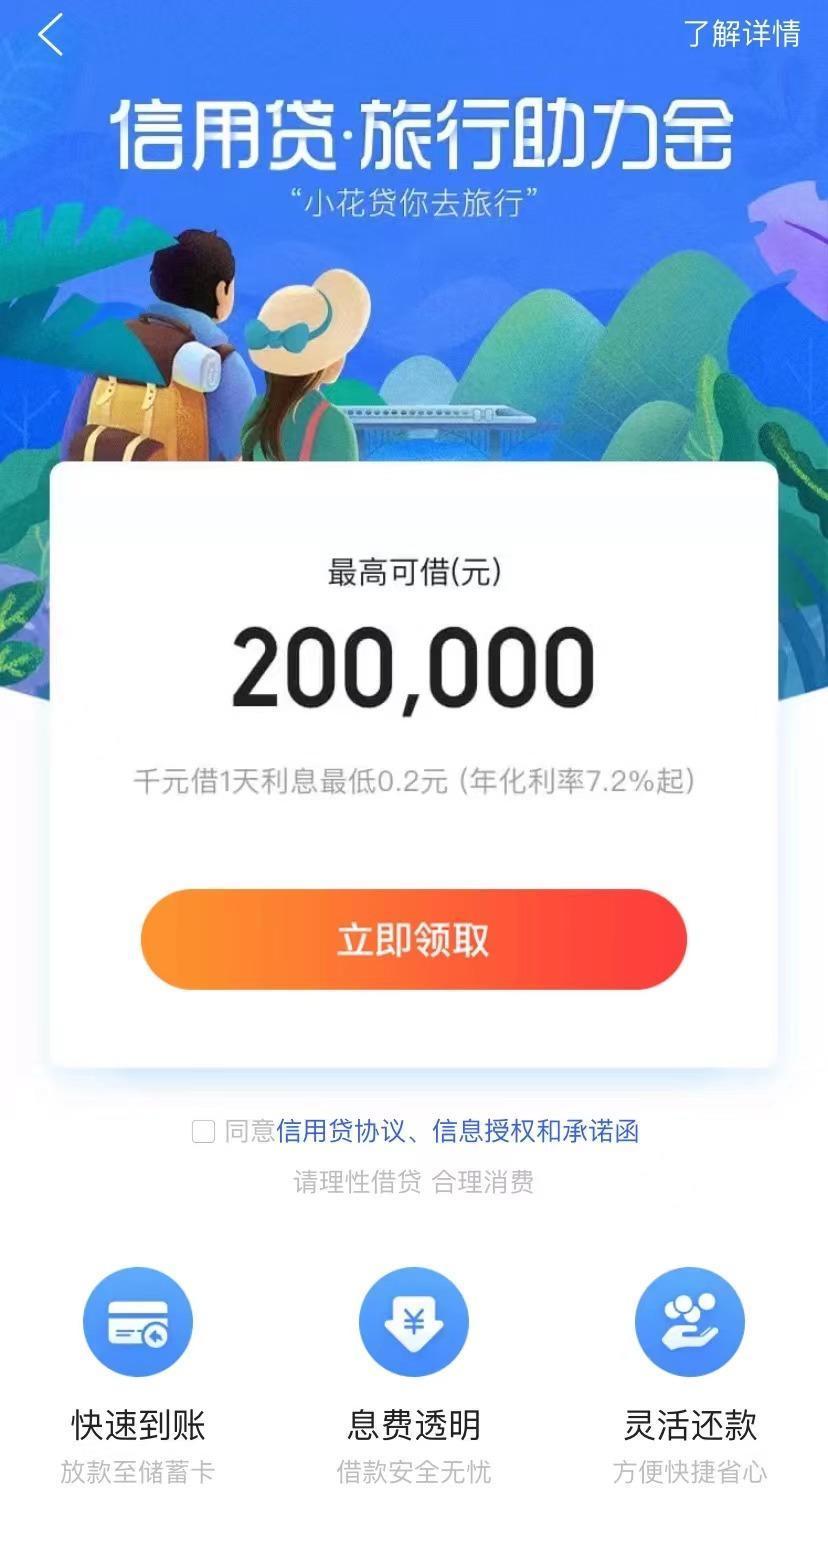 了解详情
信用贷·旅行助力金
“小花贷你去旅行”
最高可借(元)
200,000
千元借1天利息最低0.2元 (年化利率7.2%起)
立即领取
同意信用贷协议、信息授权和承诺函
请理性借贷 合理消费
快速到账 息费透明 灵活还款
放款至储蓄卡 借款安全无忧 方便快捷省心